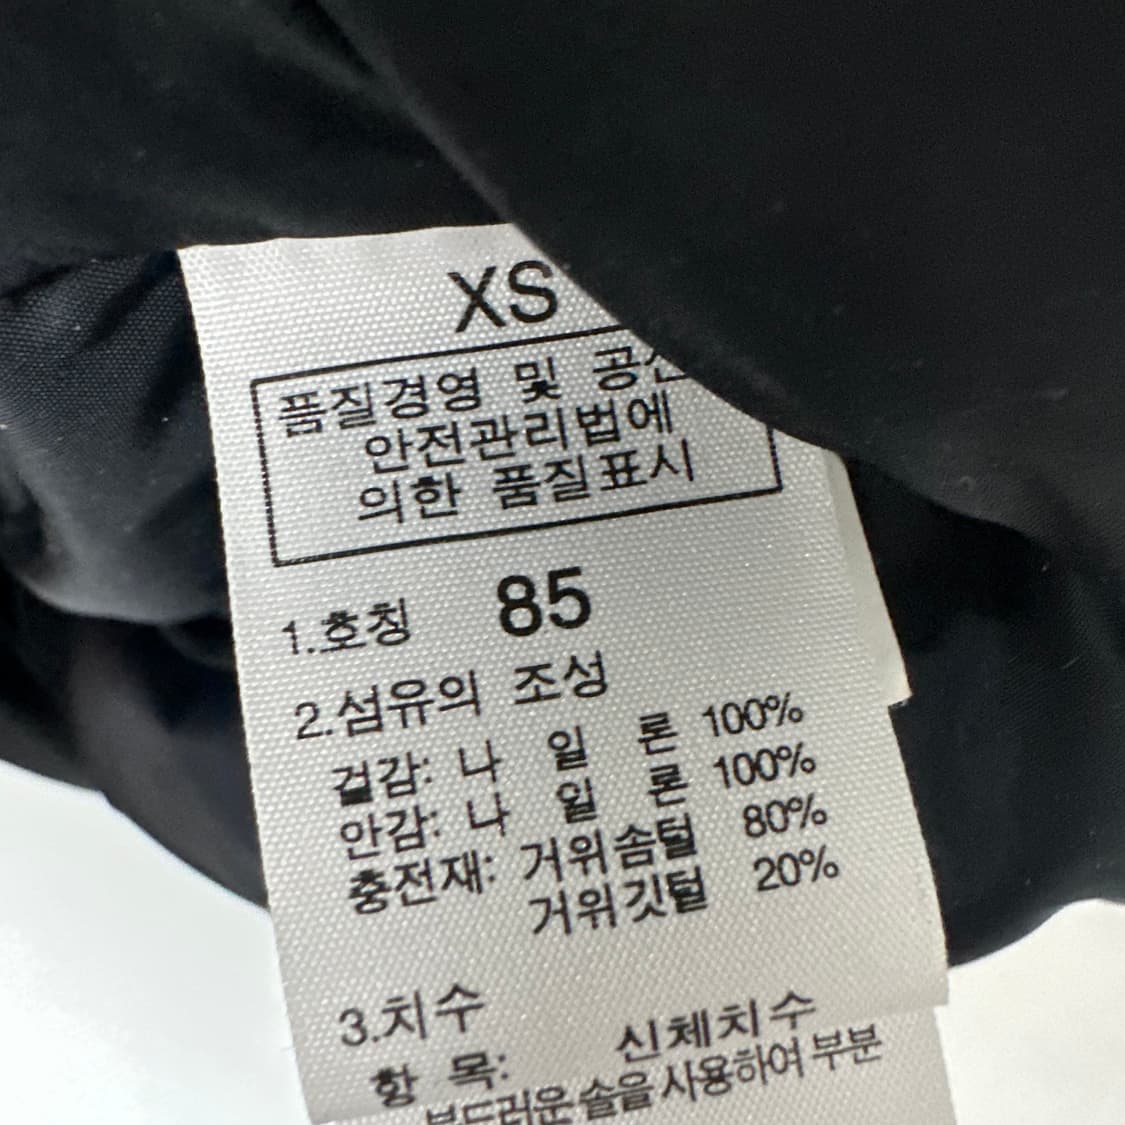 XS
품질경영 및 공산
안전관리법에
의한 품질표시
1.호칭 85
2.섬유의 조성
겉감: 나 일 론 100%
안감: 나 일 론 100%
충전재: 거위솜털 80%
거위깃털 20%
3.치수
항 목: 신체치수
부드러운 솔을 사용하여 부분